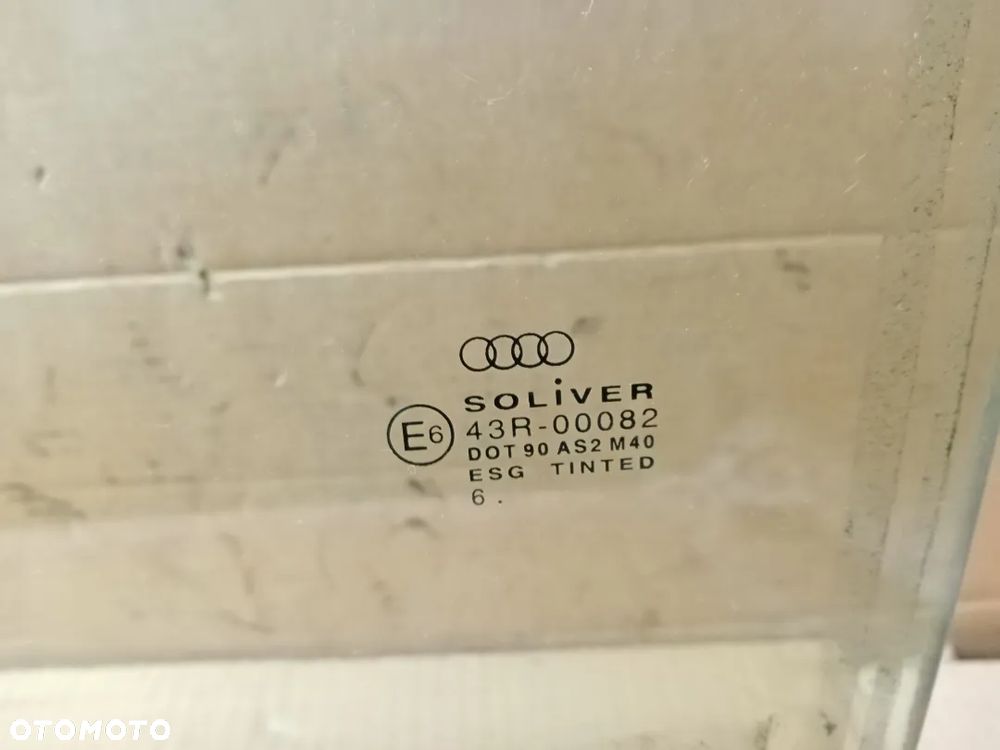 SOLiVER
E6 43R-00082
DOT 90 AS2 M40
ESG TINTED
6 .
OTOMOTO